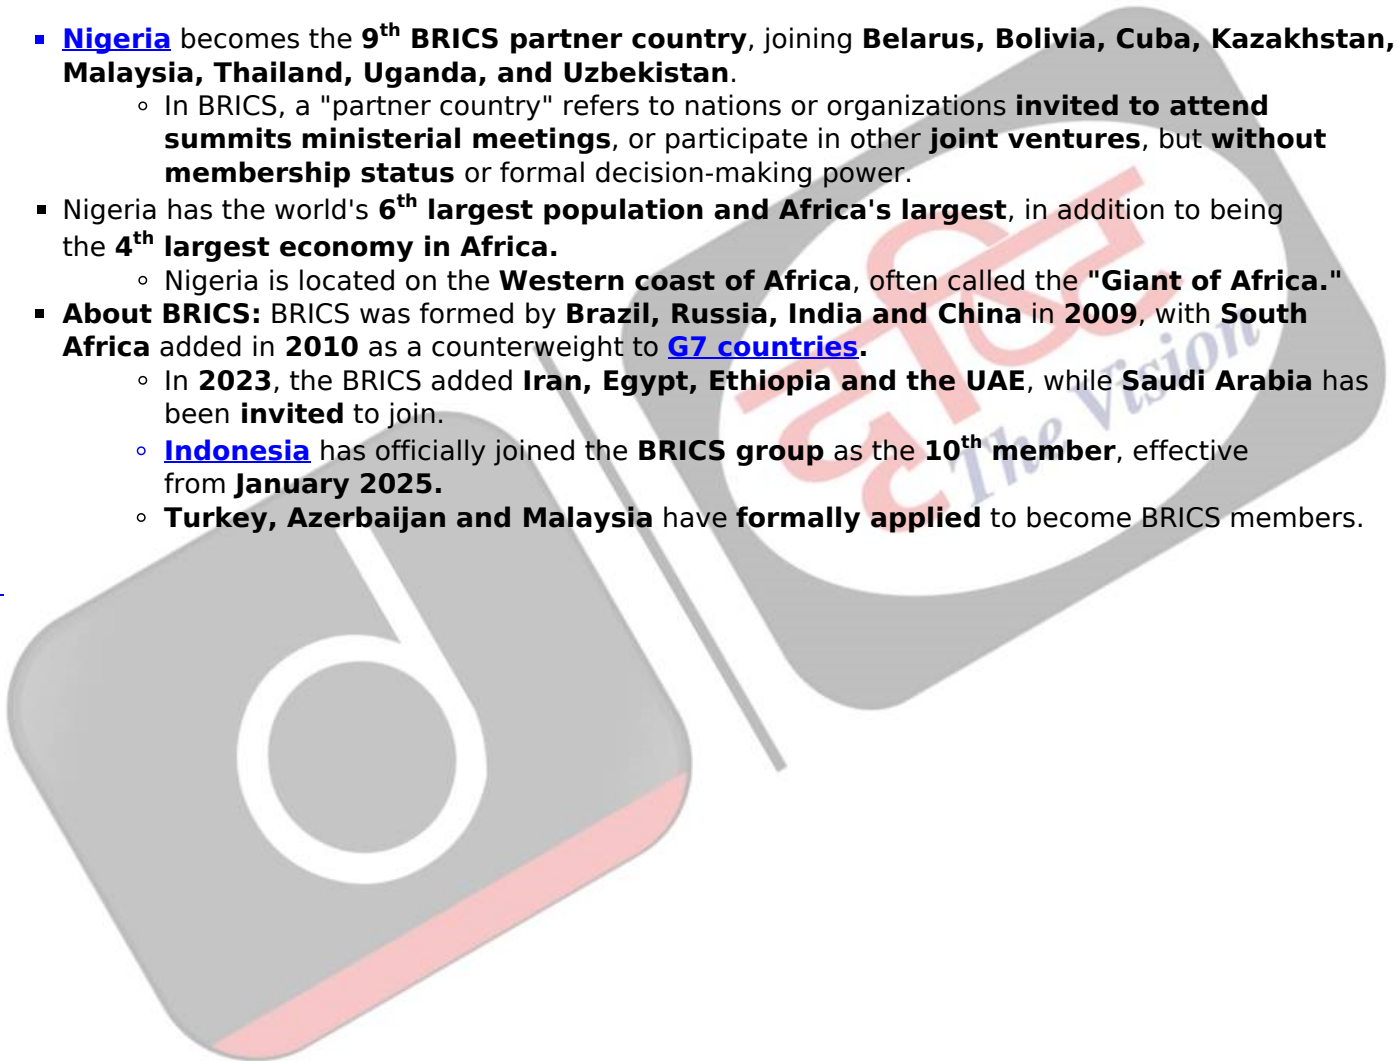 Nigeria becomes the 9th BRICS partner country, joining Belarus, Bolivia, Cuba, Kazakhstan,
Malaysia, Thailand, Uganda, and Uzbekistan.
In BRICS, a "partner country" refers to nations or organizations invited to attend
summits ministerial meetings, or participate in other joint ventures, but without
membership status or formal decision-making power.
Nigeria has the world's 6th largest population and Africa's largest, in addition to being
the 4th largest economy in Africa.
Nigeria is located on the Western coast of Africa, often called the "Giant of Africa."
About BRICS: BRICS was formed by Brazil, Russia, India and China in 2009, with South
Africa added in 2010 as a counterweight to G7 countries.
In 2023, the BRICS added Iran, Egypt, Ethiopia and the UAE, while Saudi Arabia has
been invited to join.
Indonesia has officially joined the BRICS group as the 10th member, effective
from January 2025.
Turkey, Azerbaijan and Malaysia have formally applied to become BRICS members.
दृष्टि
The Vision